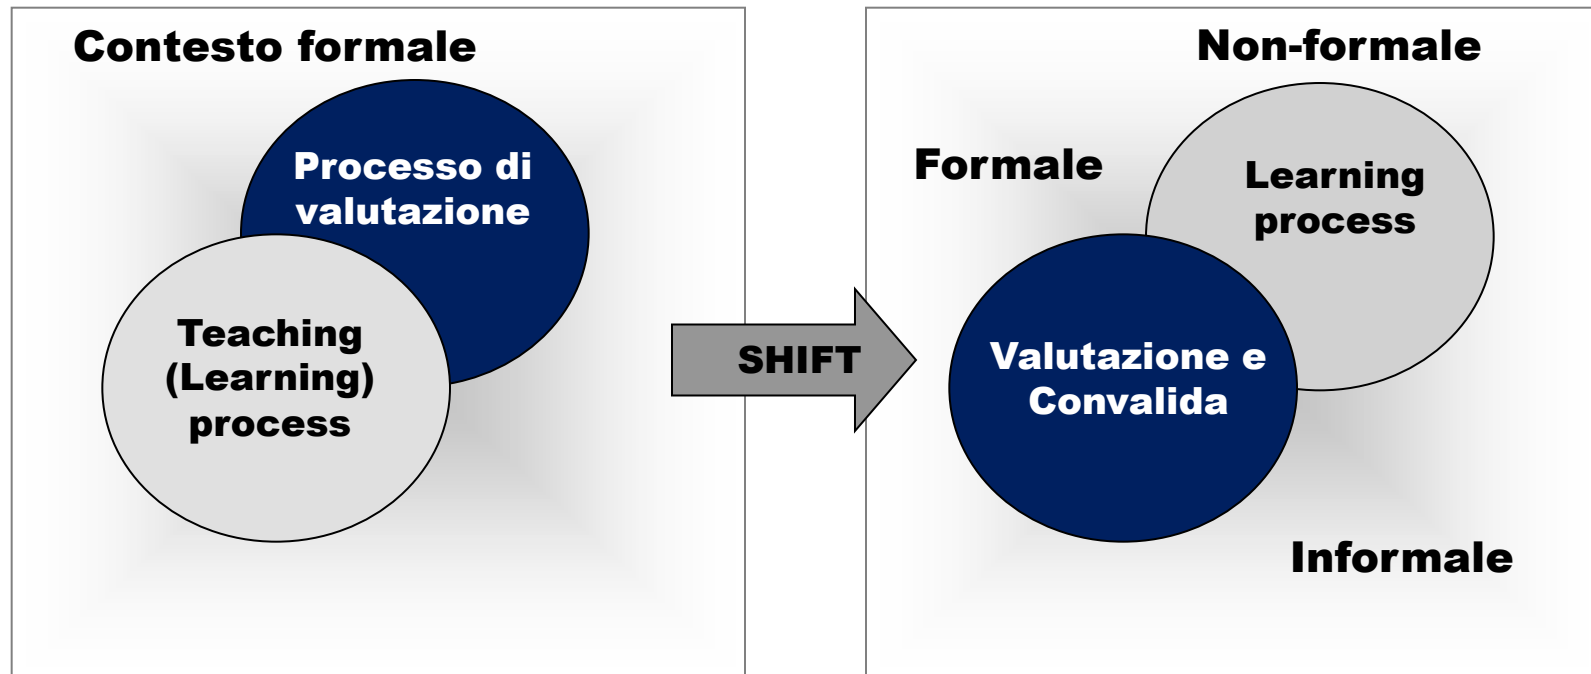 Contesto formale
Processo di
valutazione
Teaching
(Learning)
process
SHIFT
Non-formale
Formale
Learning
process
Valutazione e
Convalida
Informale